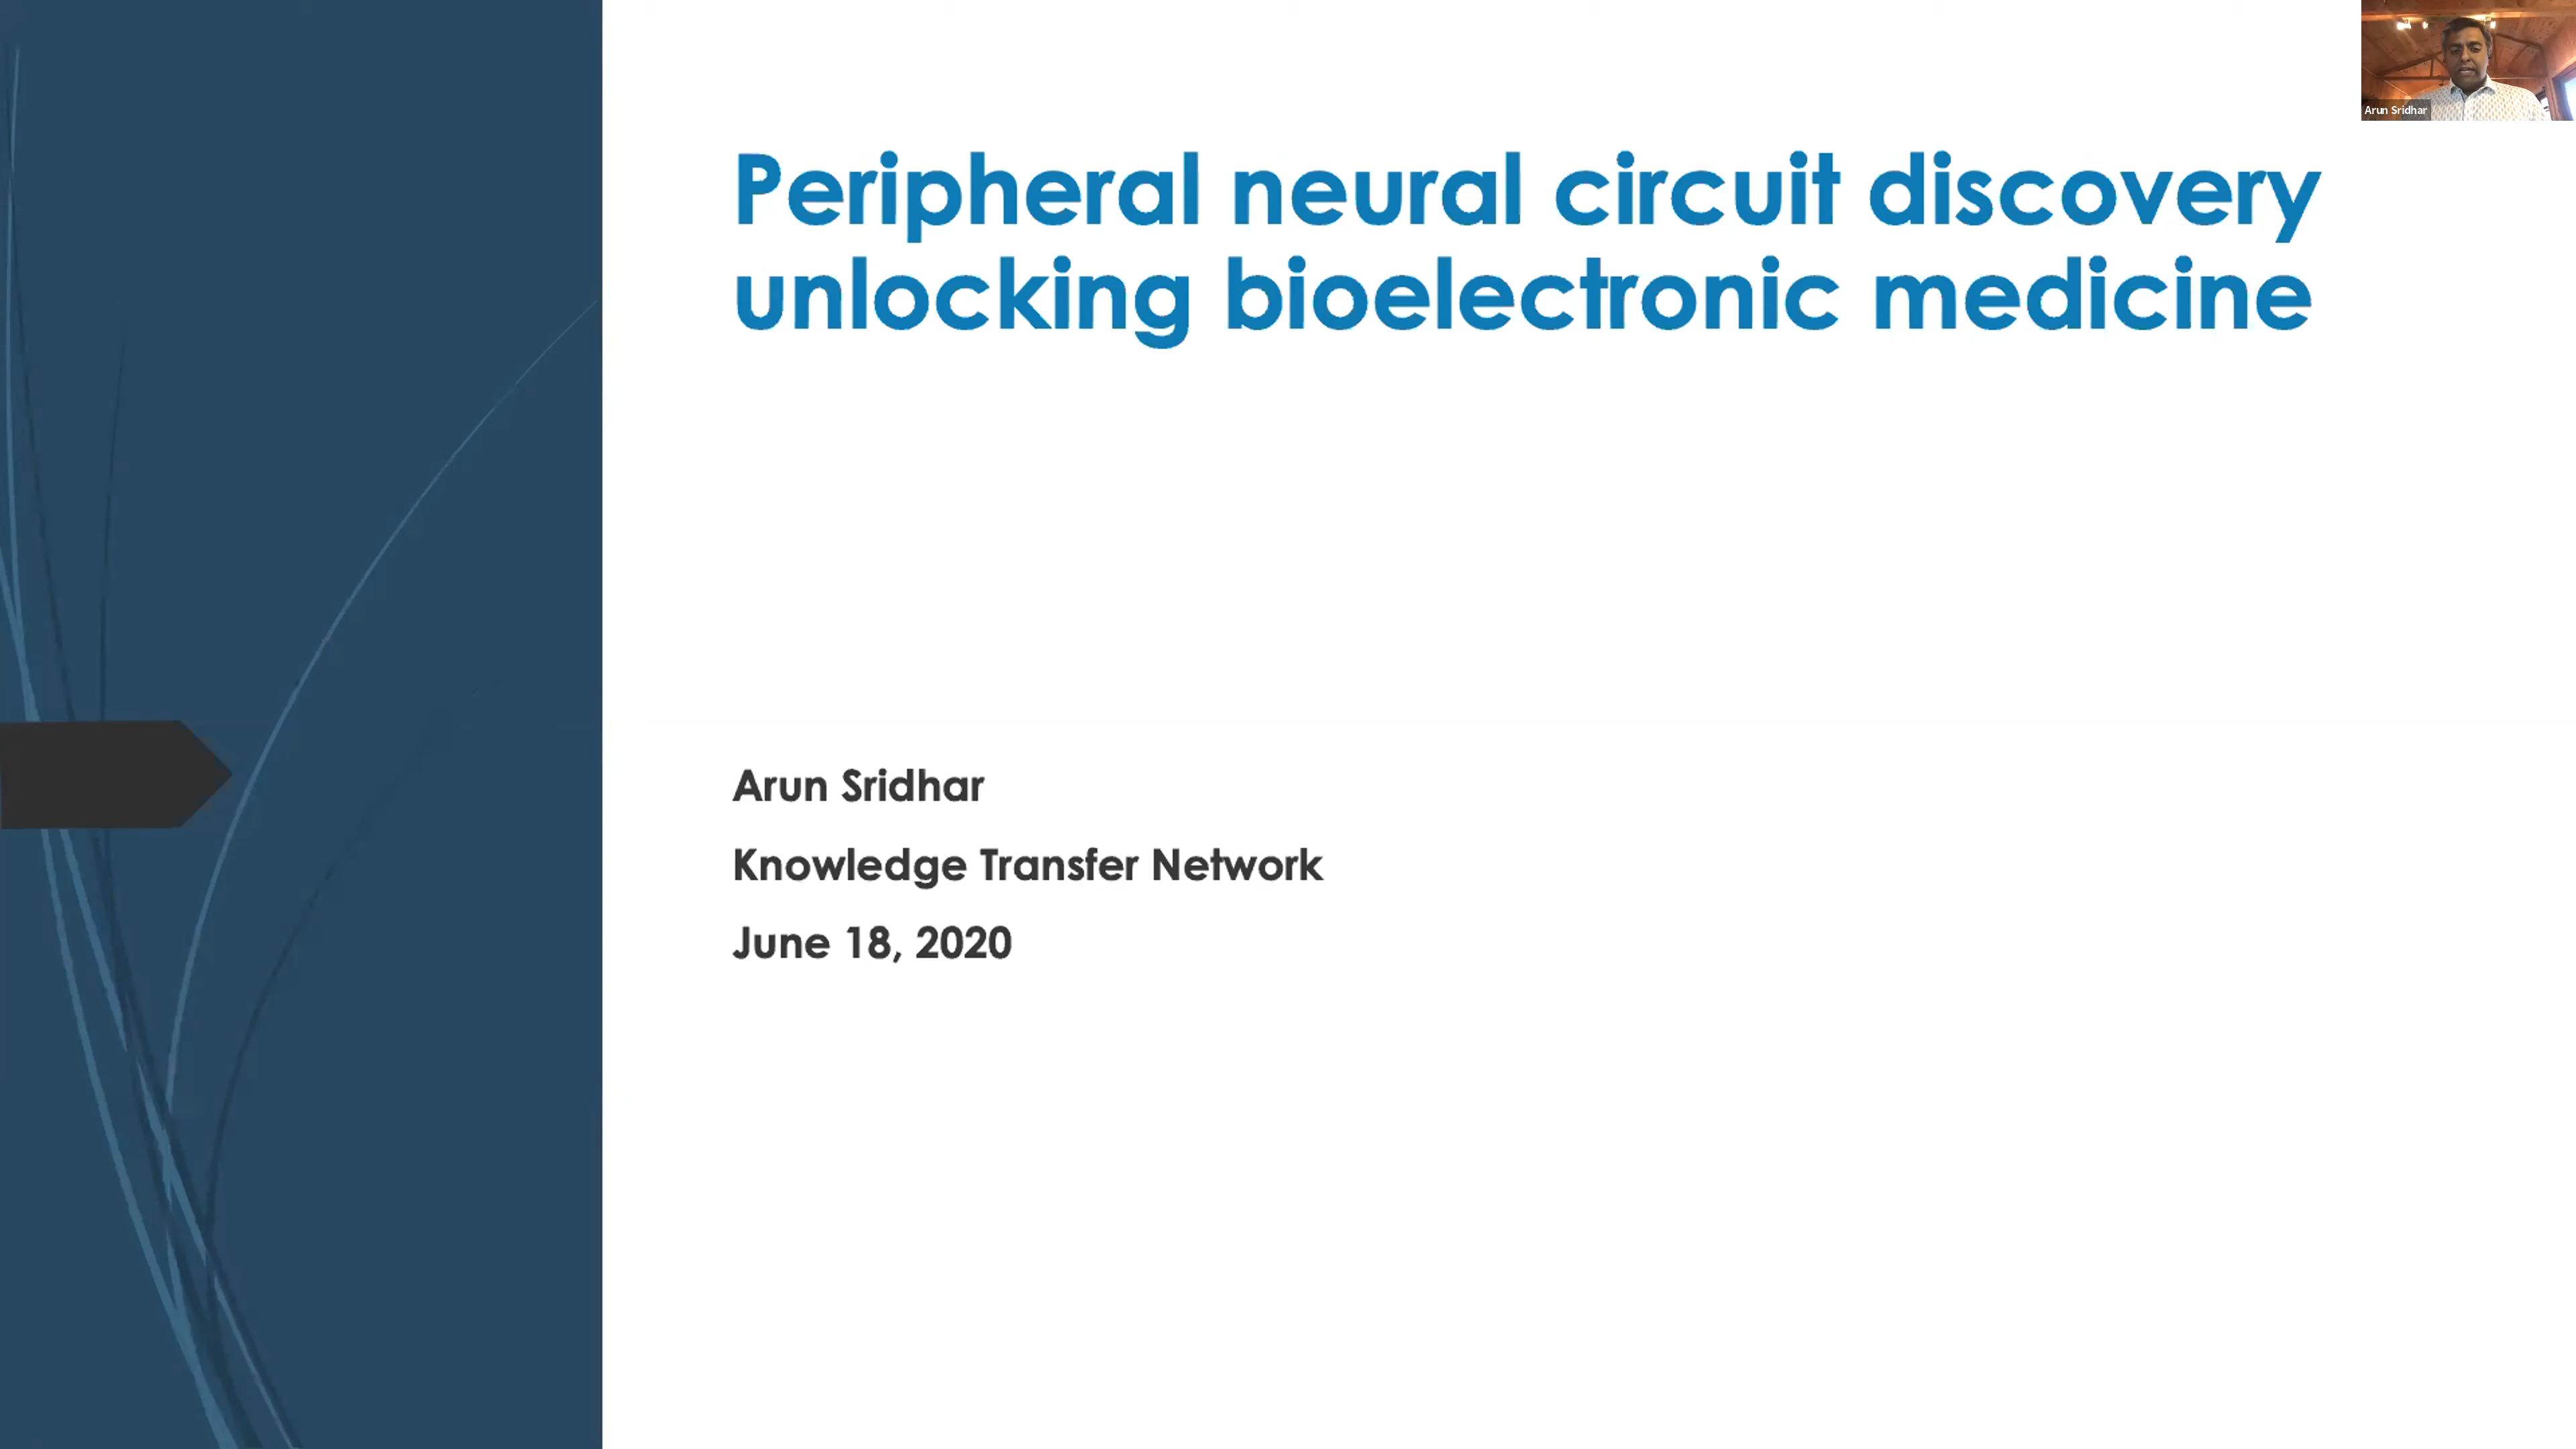 Arun Sridhar
Peripheral neural circuit discovery
unlocking bioelectronic medicine
Arun Sridhar
Knowledge Transfer Network
June 18, 2020